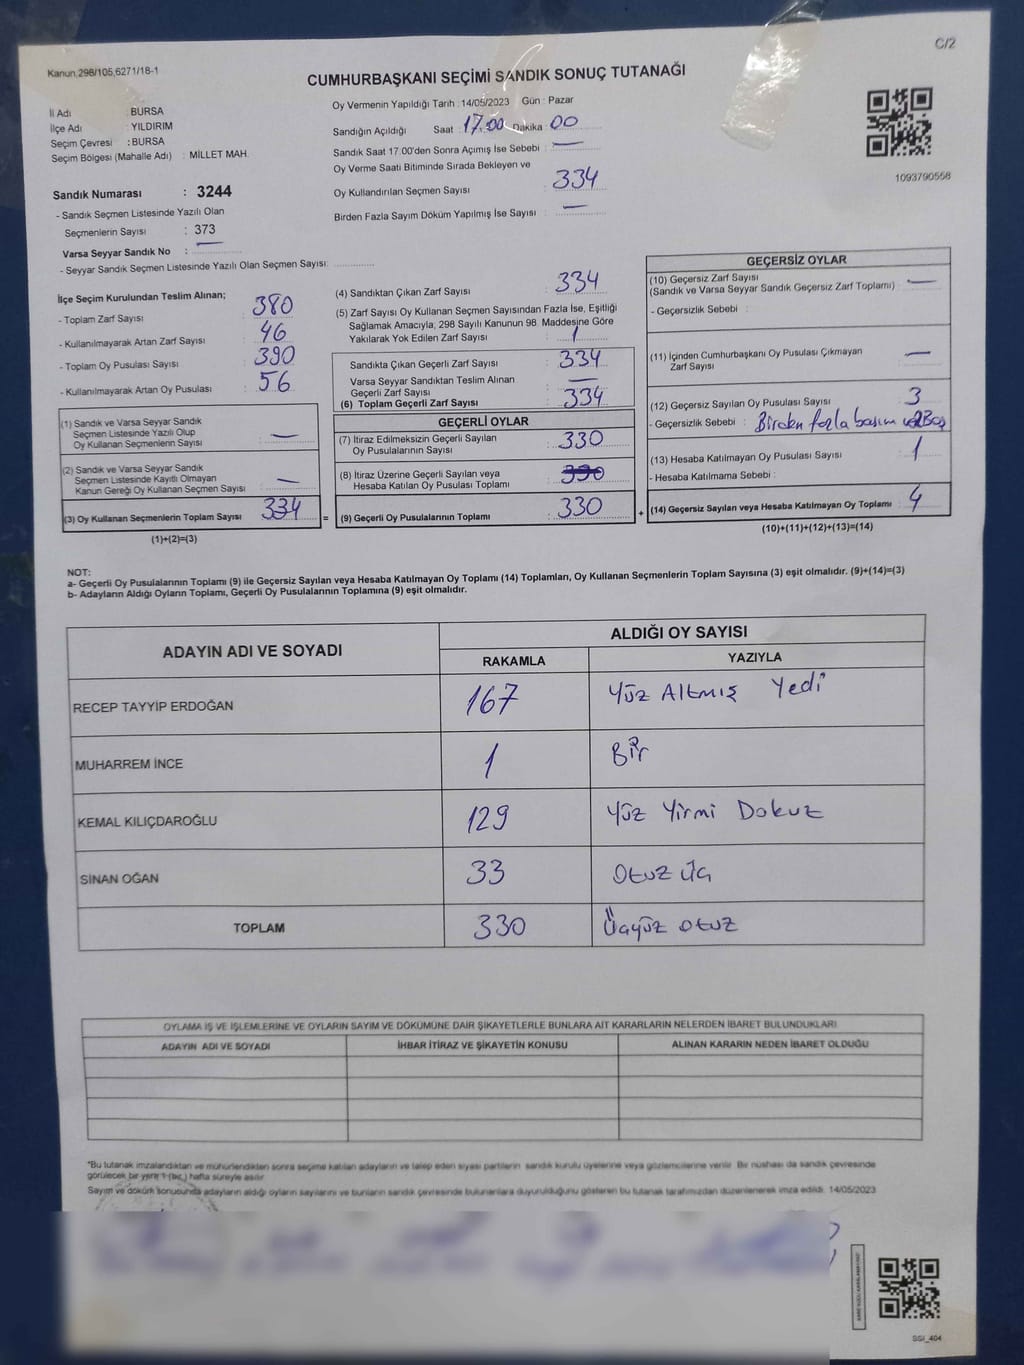 C/2
Kanun,298/105,6271/18-1
CUMHURBAŞKANI SEÇİMİ SANDIK SONUÇ TUTANAĞI
İl Adı : BURSA
İlçe Adı : YILDIRIM
Seçim Çevresi : BURSA
Seçim Bölgesi (Mahalle Adı) : MİLLET MAH.
Sandık Numarası : 3244
- Sandık Seçmen Listesinde Yazılı Olan
Seçmenlerin Sayısı : 373
Varsa Seyyar Sandık No : —
- Seyyar Sandık Seçmen Listesinde Yazılı Olan Seçmen Sayısı:
Oy Vermenin Yapıldığı Tarih : 14/05/2023 Gün : Pazar
Sandığın Açıldığı Saat : 17.00 Dakika : 00
Sandık Saat 17.00'den Sonra Açımış İse Sebebi : —
Oy Verme Saati Bitiminde Sırada Bekleyen ve
Oy Kullandırılan Seçmen Sayısı : 334
Birden Fazla Sayım Döküm Yapılmış İse Sayısı : —
1093790558
İlçe Seçim Kurulundan Teslim Alınan;
- Toplam Zarf Sayısı : 380
- Kullanılmayarak Artan Zarf Sayısı : 46
- Toplam Oy Pusulası Sayısı : 390
- Kullanılmayarak Artan Oy Pusulası : 56
(1) Sandık ve Varsa Seyyar Sandık
Seçmen Listesinde Yazılı Olup
Oy Kullanan Seçmenlerin Sayısı : —
(2) Sandık ve Varsa Seyyar Sandık
Seçmen Listesinde Kayıtlı Olmayan
Kanun Gereği Oy Kullanan Seçmen Sayısı : —
(3) Oy Kullanan Seçmenlerin Toplam Sayısı : 334 =
(1)+(2)=(3)
(4) Sandıktan Çıkan Zarf Sayısı : 334
(5) Zarf Sayısı Oy Kullanan Seçmen Sayısından Fazla İse, Eşitliği
Sağlamak Amacıyla; 298 Sayılı Kanunun 98. Maddesine Göre
Yakılarak Yok Edilen Zarf Sayısı : 1
Sandıkta Çıkan Geçerli Zarf Sayısı : 334
Varsa Seyyar Sandıktan Teslim Alınan
Geçerli Zarf Sayısı : —
(6) Toplam Geçerli Zarf Sayısı : 334
GEÇERLİ OYLAR
(7) İtiraz Edilmeksizin Geçerli Sayılan
Oy Pusulalarının Sayısı : 330
(8) İtiraz Üzerine Geçerli Sayılan veya
Hesaba Katılan Oy Pusulası Toplamı :
(9) Geçerli Oy Pusulalarının Toplamı : 330 +
GEÇERSİZ OYLAR
(10) Geçersiz Zarf Sayısı
(Sandık ve Varsa Seyyar Sandık Geçersiz Zarf Toplamı) : —
- Geçersizlik Sebebi :
(11) İçinden Cumhurbaşkanı Oy Pusulası Çıkmayan
Zarf Sayısı : —
(12) Geçersiz Sayılan Oy Pusulası Sayısı : 3
- Geçersizlik Sebebi : Birden fazla basım
(13) Hesaba Katılmayan Oy Pusulası Sayısı : 1
- Hesaba Katılmama Sebebi :
(14) Geçersiz Sayılan veya Hesaba Katılmayan Oy Toplamı : 4
(10)+(11)+(12)+(13)=(14)
NOT:
a- Geçerli Oy Pusulalarının Toplamı (9) ile Geçersiz Sayılan veya Hesaba Katılmayan Oy Toplamı (14) Toplamları, Oy Kullanan Seçmenlerin Toplam Sayısına (3) eşit olmalıdır. (9)+(14)=(3)
b- Adayların Aldığı Oyların Toplamı, Geçerli Oy Pusulalarının Toplamına (9) eşit olmalıdır.
ADAYIN ADI VE SOYADI
ALDIĞI OY SAYISI
RAKAMLA YAZIYLA
RECEP TAYYİP ERDOĞAN 167 Yüz Altmış Yedi
MUHARREM İNCE 1 Bir
KEMAL KILIÇDAROĞLU 129 Yüz Yirmi Dokuz
SİNAN OĞAN 33 Otuz Üç
TOPLAM 330 Üçyüz Otuz
OYLAMA İŞ VE İŞLEMLERİNE VE OYLARIN SAYIM VE DÖKÜMÜNE DAİR ŞİKAYETLERLE BUNLARA AİT KARARLARIN NELERDEN İBARET BULUNDUKLARI
ADAYIN ADI VE SOYADI İHBAR İTİRAZ VE ŞİKAYETİN KONUSU ALINAN KARARIN NEDEN İBARET OLDUĞU
*Bu tutanak imzalandıktan ve mühürlendikten sonra seçime katılan adayların ve talep eden siyasi partilerin sandık kurulu üyelerine veya gözlemcilerine verilir. Bir nüshası da sandık çevresinde
görülecek bir yere 1 (bir) hafta süreyle asılır.
Sayım ve döküm sonucunda adayların aldığı oyların sayılarını ve bunların sandık çevresinde bulunanlara duyurulduğunu gösteren bu tutanak tarafımızdan düzenlenerek imza edildi. 14/05/2023
SSI_404